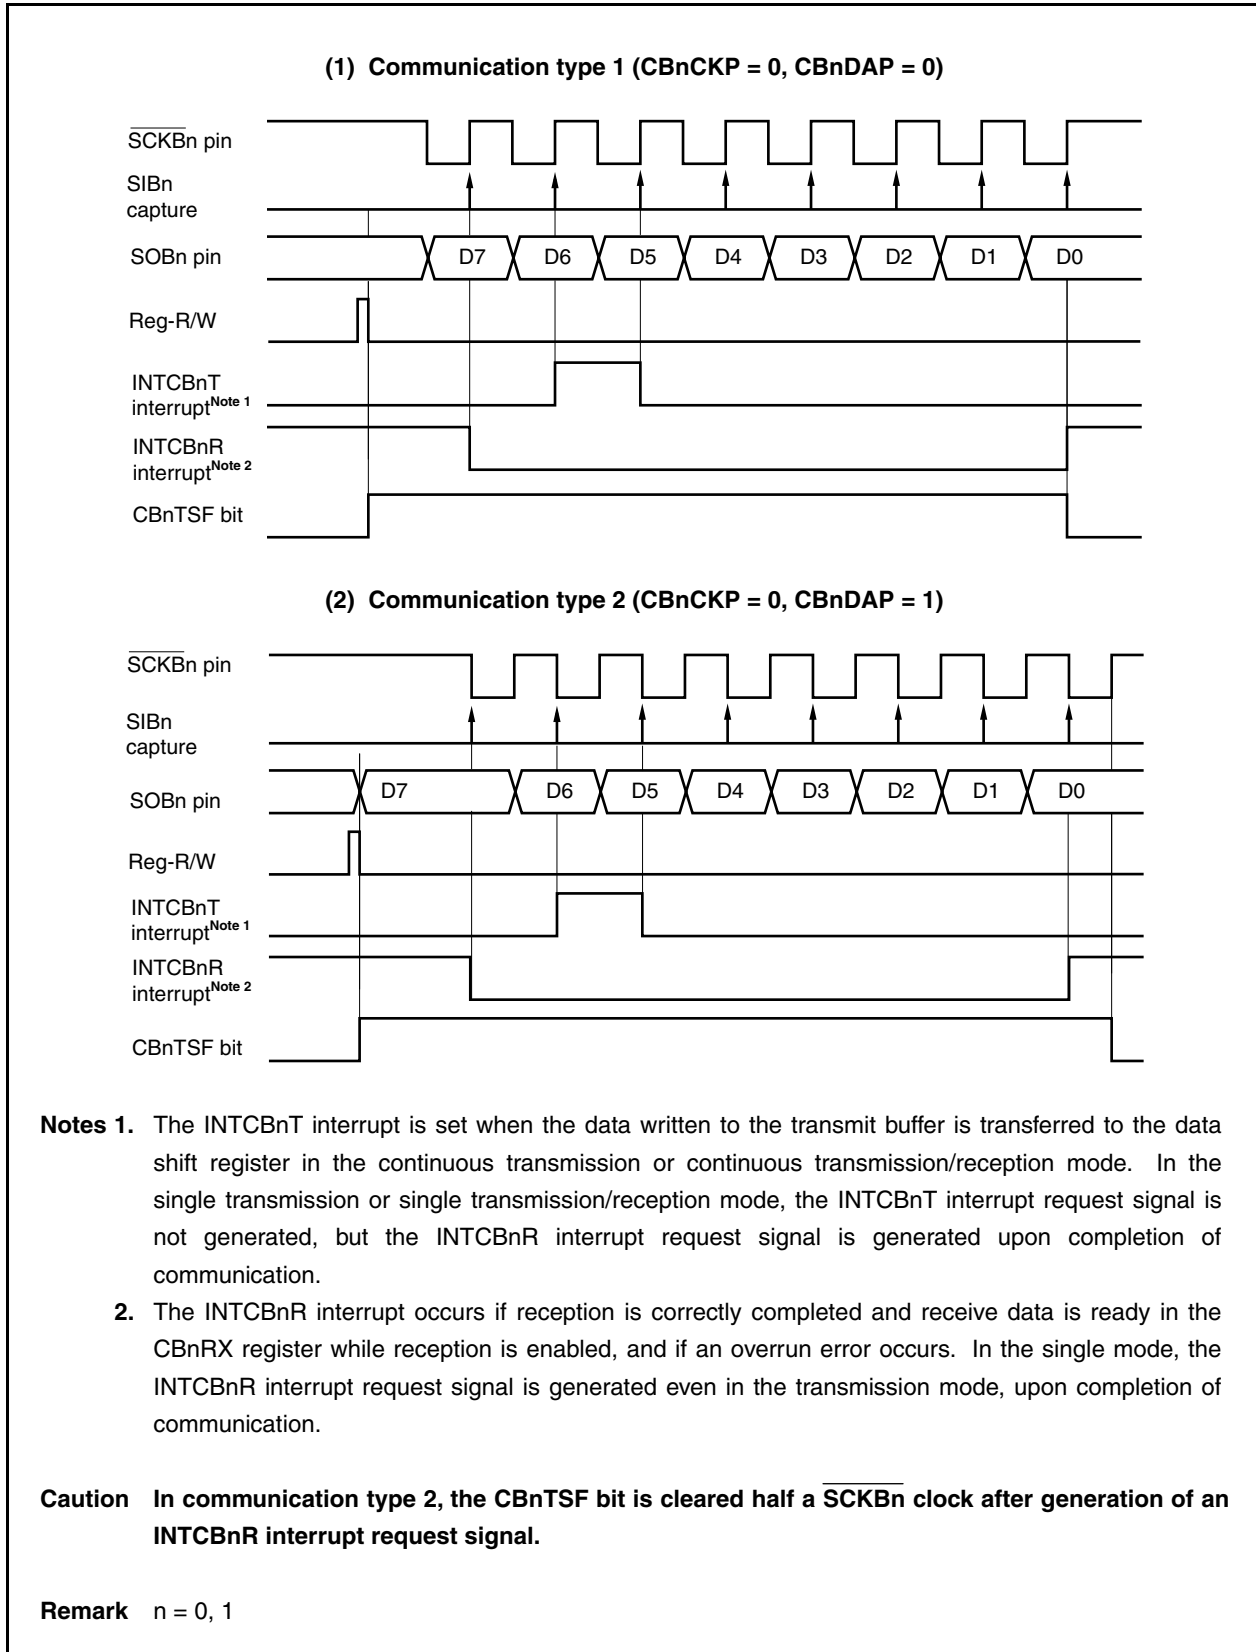 (1) Communication type 1 (CBnCKP = 0, CBnDAP = 0)
SCKBn pin
SIBn
capture
SOBn pin
D7 D6 D5 D4 D3 D2 D1 D0
Reg-R/W
INTCBnT
interrupt Note 1
INTCBnR
interrupt Note 2
CBnTSF bit
(2) Communication type 2 (CBnCKP = 0, CBnDAP = 1)
SCKBn pin
SIBn
capture
SOBn pin
D7 D6 D5 D4 D3 D2 D1 D0
Reg-R/W
INTCBnT
interrupt Note 1
INTCBnR
interrupt Note 2
CBnTSF bit
Notes 1. The INTCBnT interrupt is set when the data written to the transmit buffer is transferred to the data
shift register in the continuous transmission or continuous transmission/reception mode. In the
single transmission or single transmission/reception mode, the INTCBnT interrupt request signal is
not generated, but the INTCBnR interrupt request signal is generated upon completion of
communication.
2. The INTCBnR interrupt occurs if reception is correctly completed and receive data is ready in the
CBnRX register while reception is enabled, and if an overrun error occurs. In the single mode, the
INTCBnR interrupt request signal is generated even in the transmission mode, upon completion of
communication.
Caution In communication type 2, the CBnTSF bit is cleared half a SCKBn clock after generation of an
INTCBnR interrupt request signal.
Remark n = 0, 1